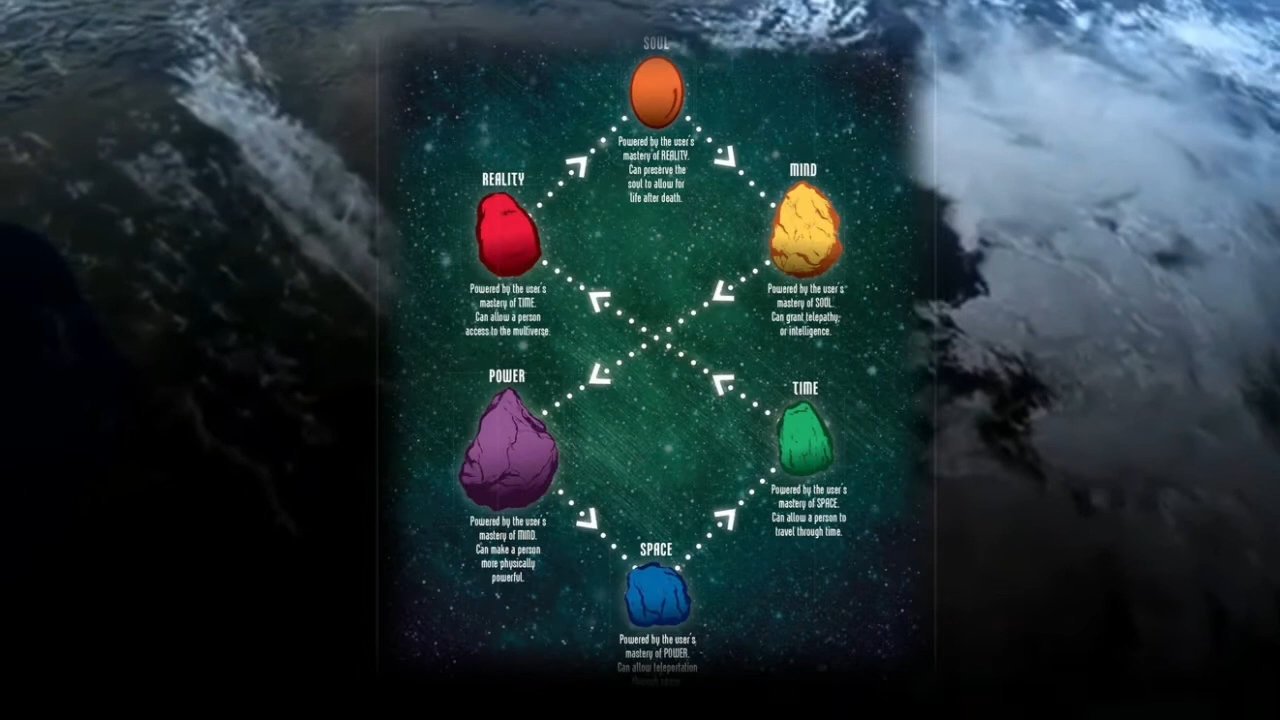 SOUL
Powered by the user's
mastery of REALITY.
Can preserve the
soul to allow for
life after death.
REALITY
Powered by the user's
mastery of TIME.
Can allow a person
access to the multiverse.
MIND
Powered by the user's
mastery of SOUL.
Can grant telepathy,
or intelligence.
POWER
Powered by the user's
mastery of MIND.
Can make a person
more physically
powerful.
TIME
Powered by the user's
mastery of SPACE.
Can allow a person to
travel through time.
SPACE
Powered by the user's
mastery of POWER.
Can allow teleportation
through space.